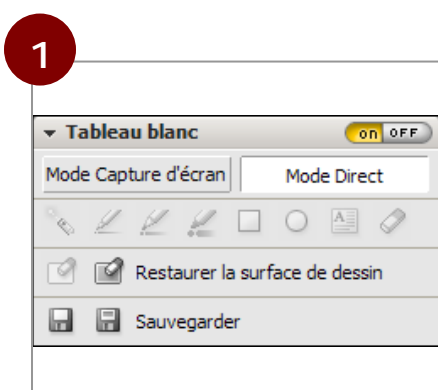 1
Tableau blanc on OFF
Mode Capture d'écran Mode Direct
A
Restaurer la surface de dessin
Sauvegarder